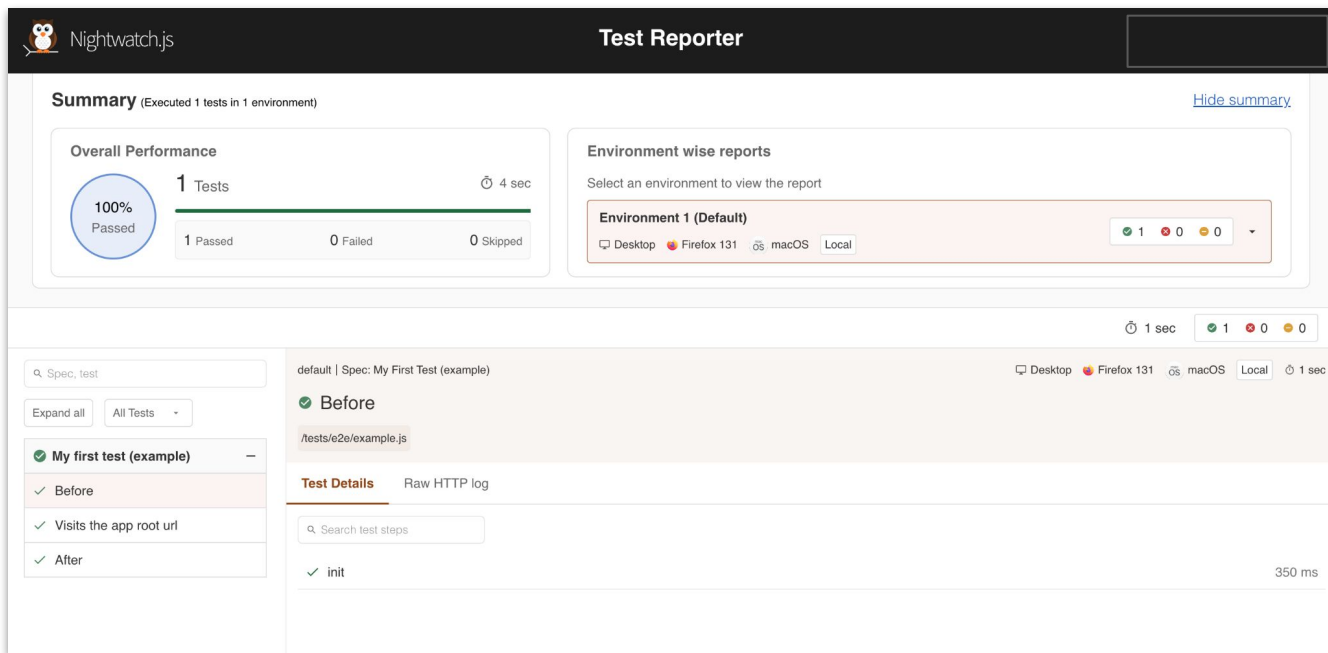 Nightwatch.js
Test Reporter
Summary (Executed 1 tests in 1 environment)
Hide summary
Overall Performance
100%
Passed
1 Tests
4 sec
1 Passed
0 Failed
0 Skipped
Environment wise reports
Select an environment to view the report
Environment 1 (Default)
Desktop Firefox 131 OS macOS Local
1 0 0
1 sec 1 0 0
Spec, test
Expand all All Tests
My first test (example)
Before
Visits the app root url
After
default | Spec: My First Test (example)
Desktop Firefox 131 OS macOS Local 1 sec
Before
/tests/e2e/example.js
Test Details Raw HTTP log
Search test steps
init 350 ms